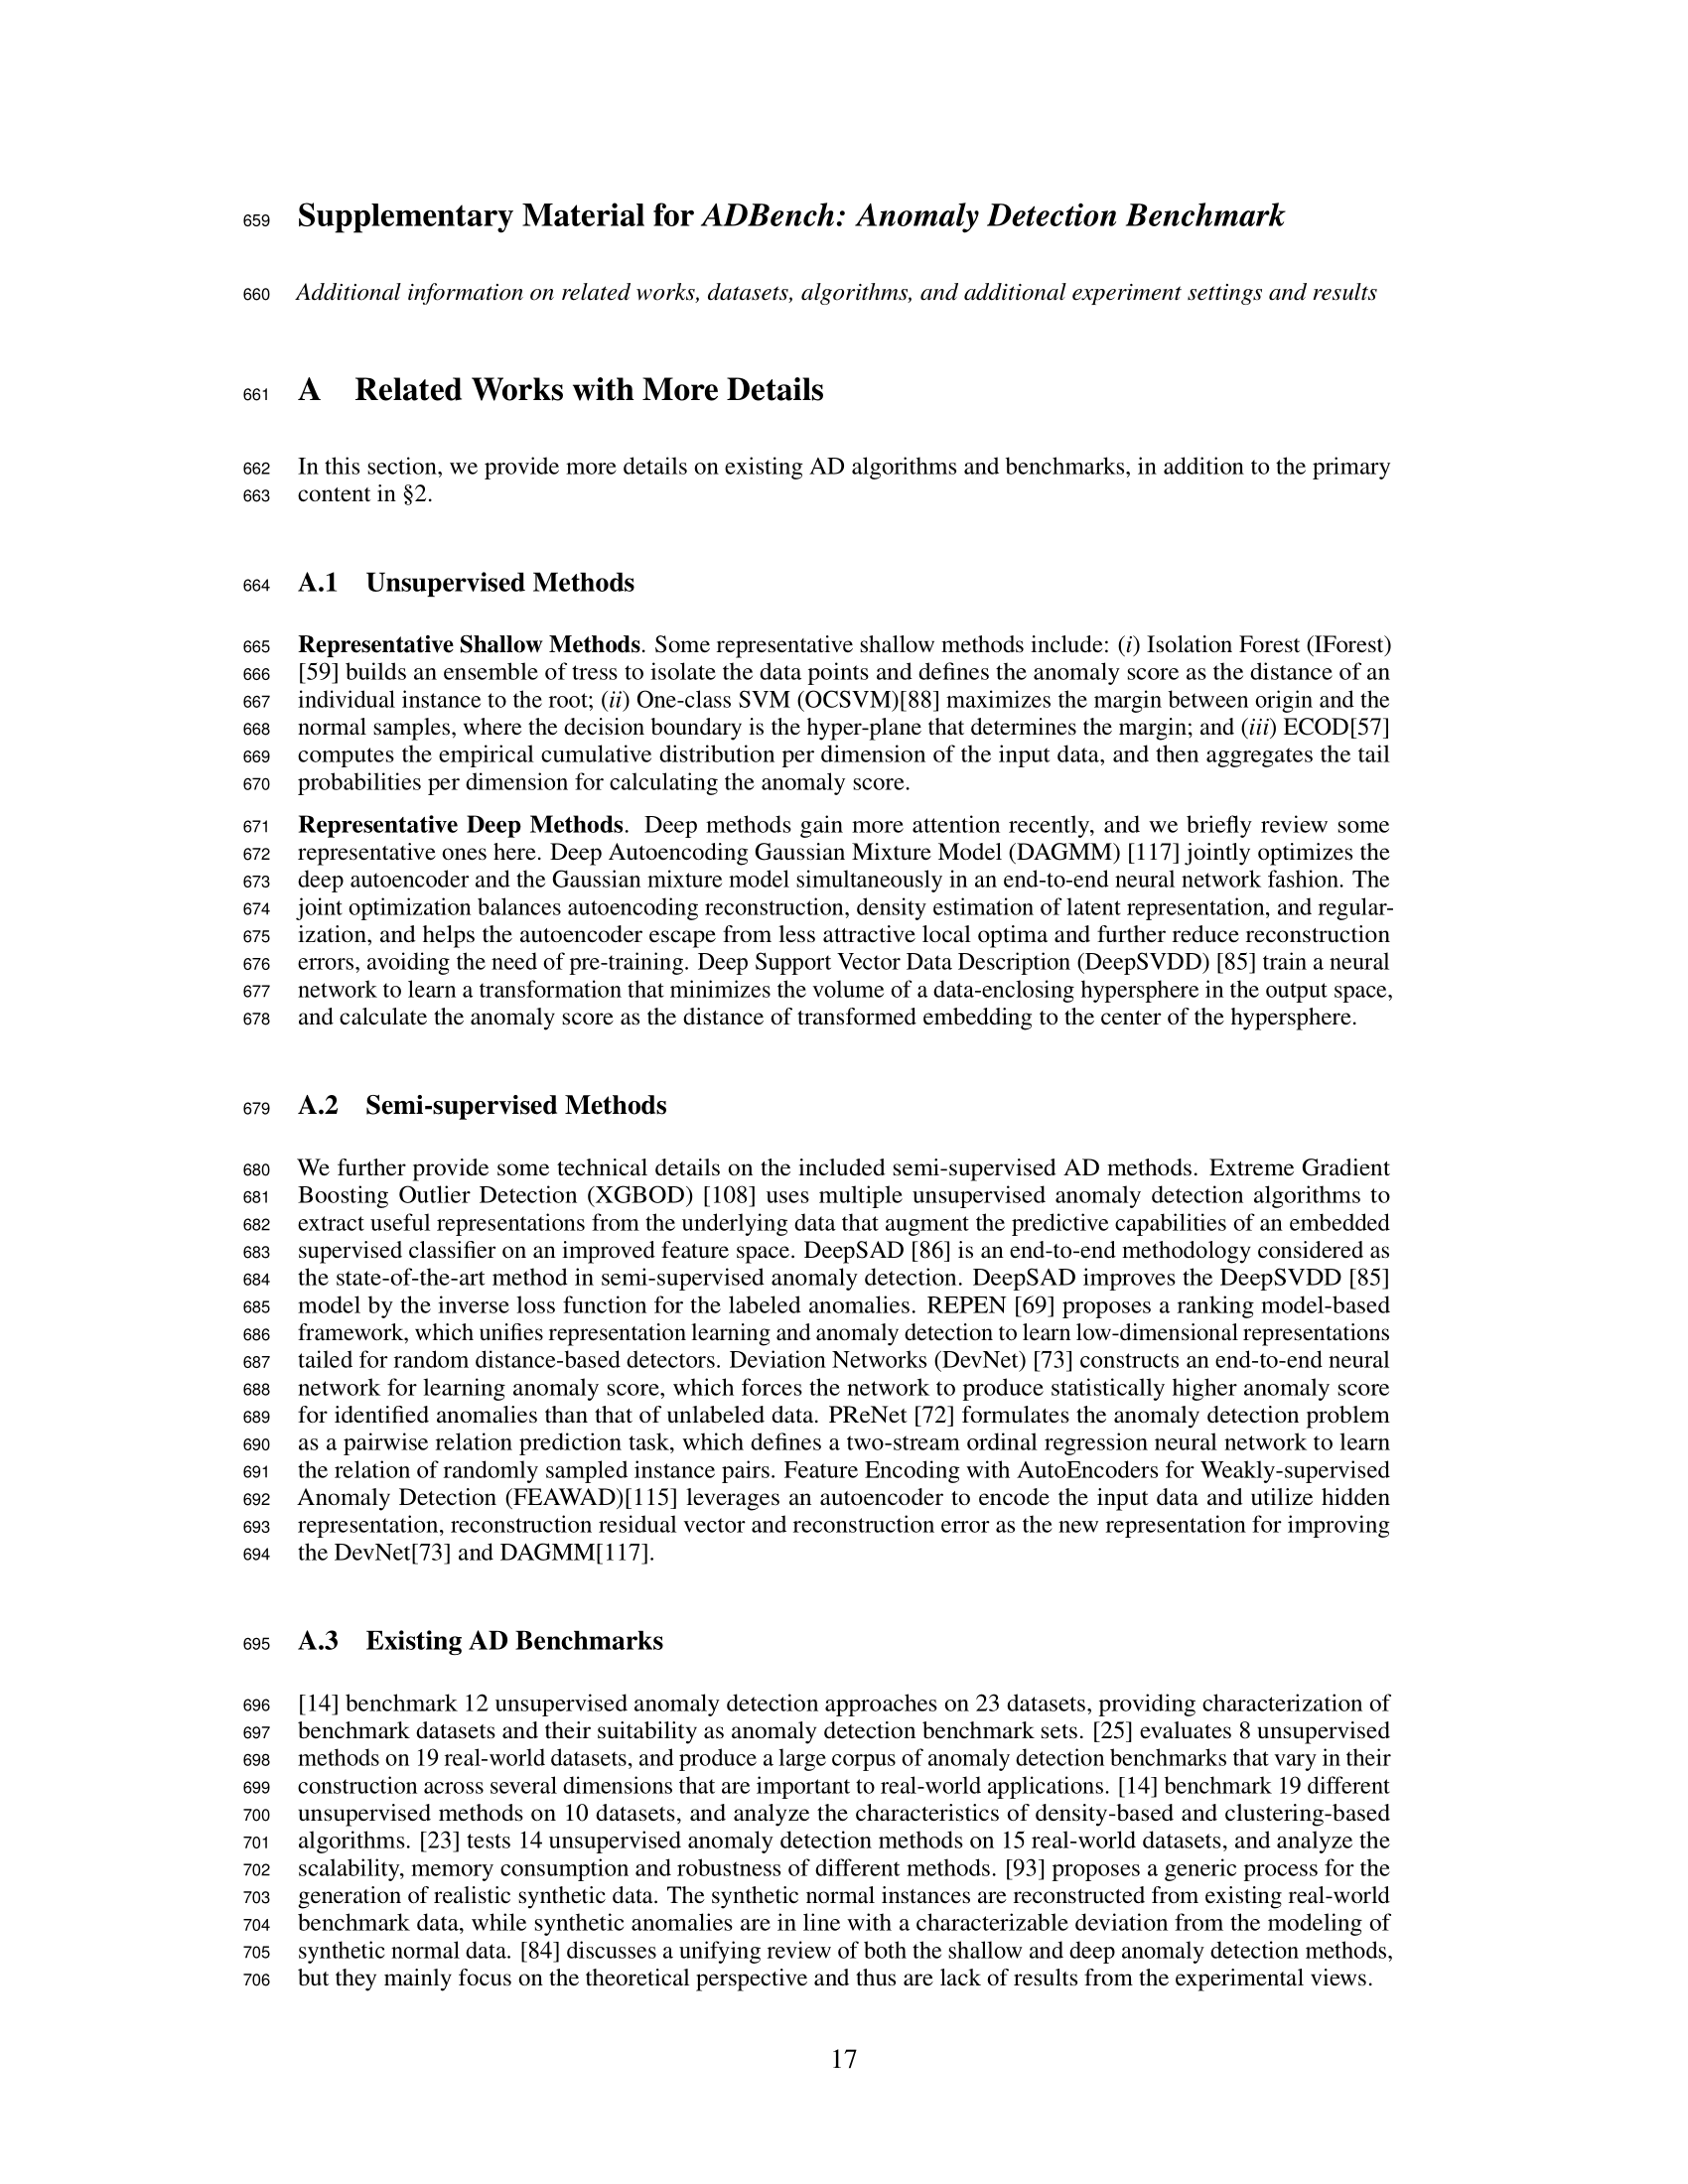 659 Supplementary Material for ADBench: Anomaly Detection Benchmark
660 Additional information on related works, datasets, algorithms, and additional experiment settings and results
661 A Related Works with More Details
662 In this section, we provide more details on existing AD algorithms and benchmarks, in addition to the primary
663 content in §2.
664 A.1 Unsupervised Methods
665 Representative Shallow Methods. Some representative shallow methods include: (i) Isolation Forest (IForest)
666 [59] builds an ensemble of tress to isolate the data points and defines the anomaly score as the distance of an
667 individual instance to the root; (ii) One-class SVM (OCSVM)[88] maximizes the margin between origin and the
668 normal samples, where the decision boundary is the hyper-plane that determines the margin; and (iii) ECOD[57]
669 computes the empirical cumulative distribution per dimension of the input data, and then aggregates the tail
670 probabilities per dimension for calculating the anomaly score.
671 Representative Deep Methods. Deep methods gain more attention recently, and we briefly review some
672 representative ones here. Deep Autoencoding Gaussian Mixture Model (DAGMM) [117] jointly optimizes the
673 deep autoencoder and the Gaussian mixture model simultaneously in an end-to-end neural network fashion. The
674 joint optimization balances autoencoding reconstruction, density estimation of latent representation, and regular-
675 ization, and helps the autoencoder escape from less attractive local optima and further reduce reconstruction
676 errors, avoiding the need of pre-training. Deep Support Vector Data Description (DeepSVDD) [85] train a neural
677 network to learn a transformation that minimizes the volume of a data-enclosing hypersphere in the output space,
678 and calculate the anomaly score as the distance of transformed embedding to the center of the hypersphere.
679 A.2 Semi-supervised Methods
680 We further provide some technical details on the included semi-supervised AD methods. Extreme Gradient
681 Boosting Outlier Detection (XGBOD) [108] uses multiple unsupervised anomaly detection algorithms to
682 extract useful representations from the underlying data that augment the predictive capabilities of an embedded
683 supervised classifier on an improved feature space. DeepSAD [86] is an end-to-end methodology considered as
684 the state-of-the-art method in semi-supervised anomaly detection. DeepSAD improves the DeepSVDD [85]
685 model by the inverse loss function for the labeled anomalies. REPEN [69] proposes a ranking model-based
686 framework, which unifies representation learning and anomaly detection to learn low-dimensional representations
687 tailed for random distance-based detectors. Deviation Networks (DevNet) [73] constructs an end-to-end neural
688 network for learning anomaly score, which forces the network to produce statistically higher anomaly score
689 for identified anomalies than that of unlabeled data. PReNet [72] formulates the anomaly detection problem
690 as a pairwise relation prediction task, which defines a two-stream ordinal regression neural network to learn
691 the relation of randomly sampled instance pairs. Feature Encoding with AutoEncoders for Weakly-supervised
692 Anomaly Detection (FEAWAD)[115] leverages an autoencoder to encode the input data and utilize hidden
693 representation, reconstruction residual vector and reconstruction error as the new representation for improving
694 the DevNet[73] and DAGMM[117].
695 A.3 Existing AD Benchmarks
696 [14] benchmark 12 unsupervised anomaly detection approaches on 23 datasets, providing characterization of
697 benchmark datasets and their suitability as anomaly detection benchmark sets. [25] evaluates 8 unsupervised
698 methods on 19 real-world datasets, and produce a large corpus of anomaly detection benchmarks that vary in their
699 construction across several dimensions that are important to real-world applications. [14] benchmark 19 different
700 unsupervised methods on 10 datasets, and analyze the characteristics of density-based and clustering-based
701 algorithms. [23] tests 14 unsupervised anomaly detection methods on 15 real-world datasets, and analyze the
702 scalability, memory consumption and robustness of different methods. [93] proposes a generic process for the
703 generation of realistic synthetic data. The synthetic normal instances are reconstructed from existing real-world
704 benchmark data, while synthetic anomalies are in line with a characterizable deviation from the modeling of
705 synthetic normal data. [84] discusses a unifying review of both the shallow and deep anomaly detection methods,
706 but they mainly focus on the theoretical perspective and thus are lack of results from the experimental views.
17